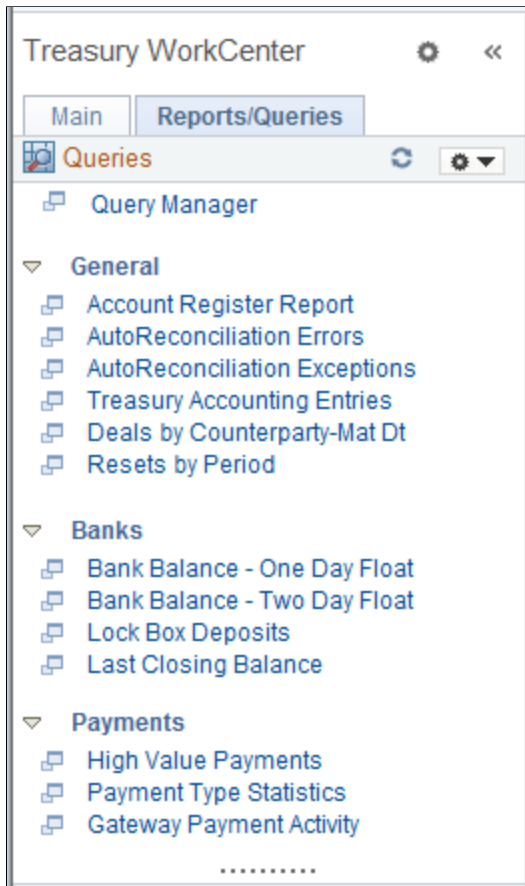 Treasury WorkCenter
Main
Reports/Queries
Queries
Query Manager
General
Account Register Report
AutoReconciliation Errors
AutoReconciliation Exceptions
Treasury Accounting Entries
Deals by Counterparty-Mat Dt
Resets by Period
Banks
Bank Balance - One Day Float
Bank Balance - Two Day Float
Lock Box Deposits
Last Closing Balance
Payments
High Value Payments
Payment Type Statistics
Gateway Payment Activity